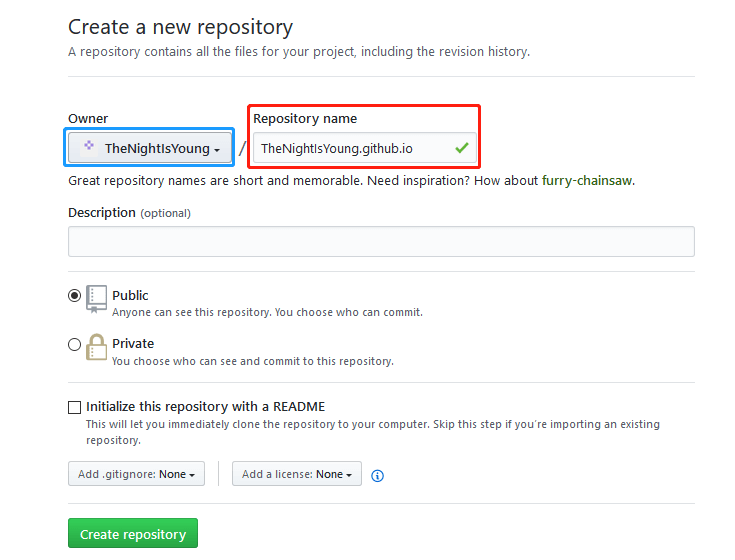 Create a new repository
A repository contains all the files for your project, including the revision history.
Owner
Repository name
TheNightIsYoung
/
TheNightIsYoung.github.io
Great repository names are short and memorable. Need inspiration? How about furry-chainsaw.
Description (optional)
Public
Anyone can see this repository. You choose who can commit.
Private
You choose who can see and commit to this repository.
Initialize this repository with a README
This will let you immediately clone the repository to your computer. Skip this step if you're importing an existing
repository.
Add .gitignore: None
Add a license: None
Create repository